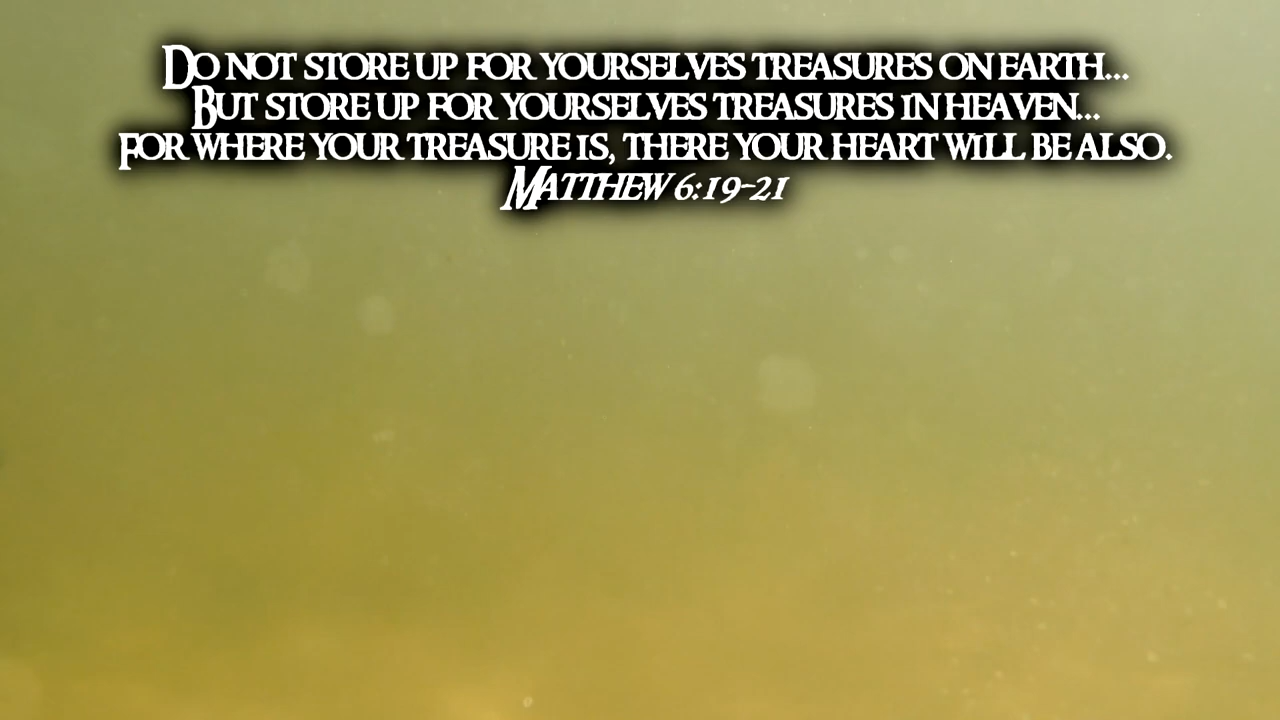 Do not store up for yourselves treasures on earth...
But store up for yourselves treasures in heaven...
for where your treasure is, there your heart will be also.
Matthew 6:19-21